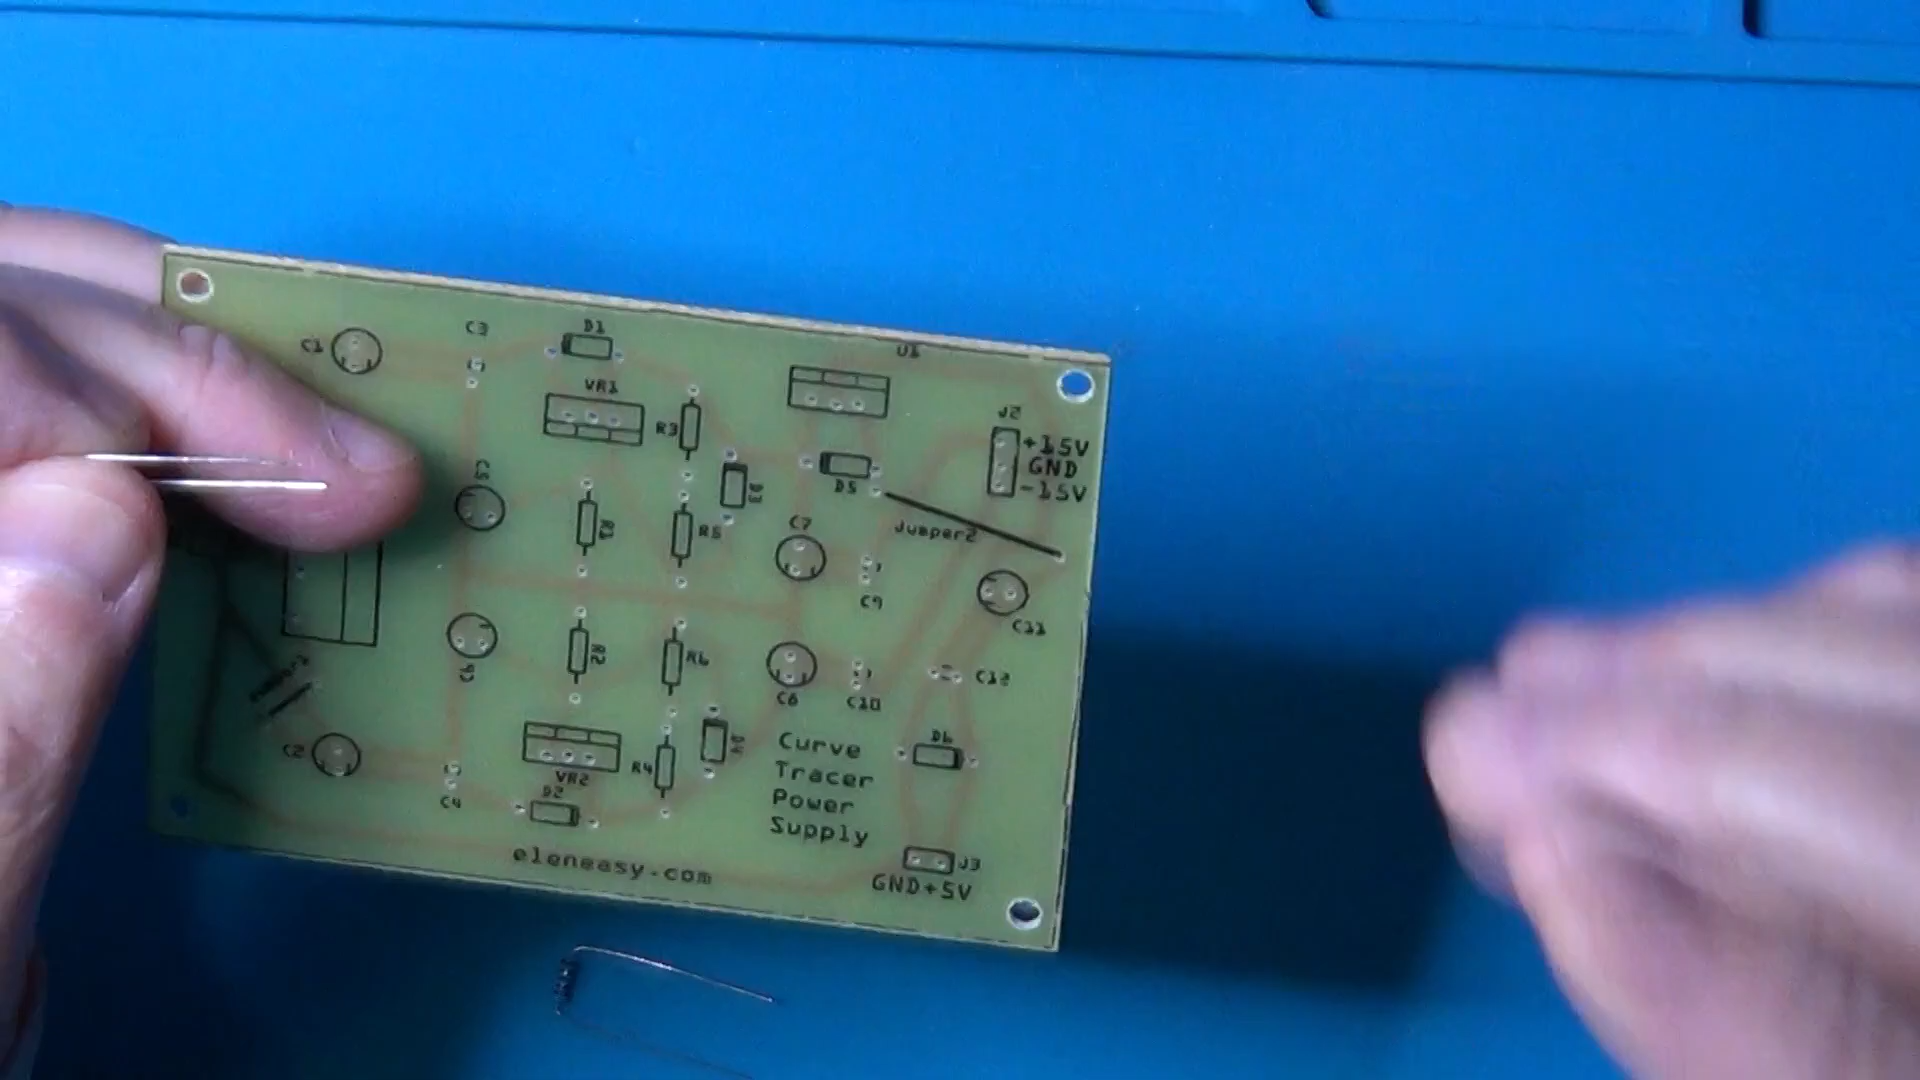 C3
D1
C1
U1
VR1
J2
R3
+15V
GND
-15V
C5
D3
D5
R1
R5
C7
Jumper2
C9
C11
R2
R6
C6
C12
C10
C2
D4
D6
Curve
Tracer
Power
Supply
VR2
R4
D2
C4
eleneasy.com
J3
GND+5V